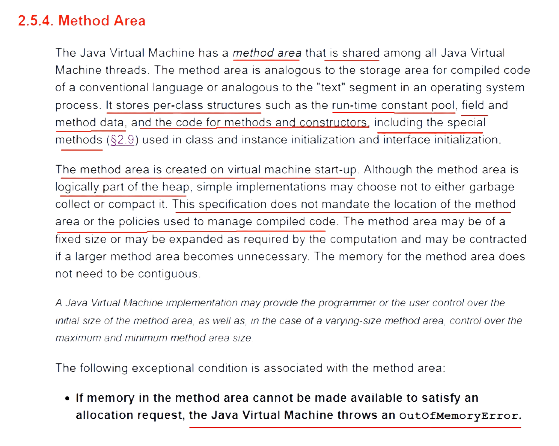 2.5.4. Method Area
The Java Virtual Machine has a method area that is shared among all Java Virtual
Machine threads. The method area is analogous to the storage area for compiled code
of a conventional language or analogous to the "text" segment in an operating system
process. It stores per-class structures such as the run-time constant pool, field and
method data, and the code for methods and constructors, including the special
methods (§2.9) used in class and instance initialization and interface initialization.
The method area is created on virtual machine start-up. Although the method area is
logically part of the heap, simple implementations may choose not to either garbage
collect or compact it. This specification does not mandate the location of the method
area or the policies used to manage compiled code. The method area may be of a
fixed size or may be expanded as required by the computation and may be contracted
if a larger method area becomes unnecessary. The memory for the method area does
not need to be contiguous.
A Java Virtual Machine implementation may provide the programmer or the user control over the
initial size of the method area, as well as, in the case of a varying-size method area, control over the
maximum and minimum method area size.
The following exceptional condition is associated with the method area:
• If memory in the method area cannot be made available to satisfy an
allocation request, the Java Virtual Machine throws an OutOfMemoryError.